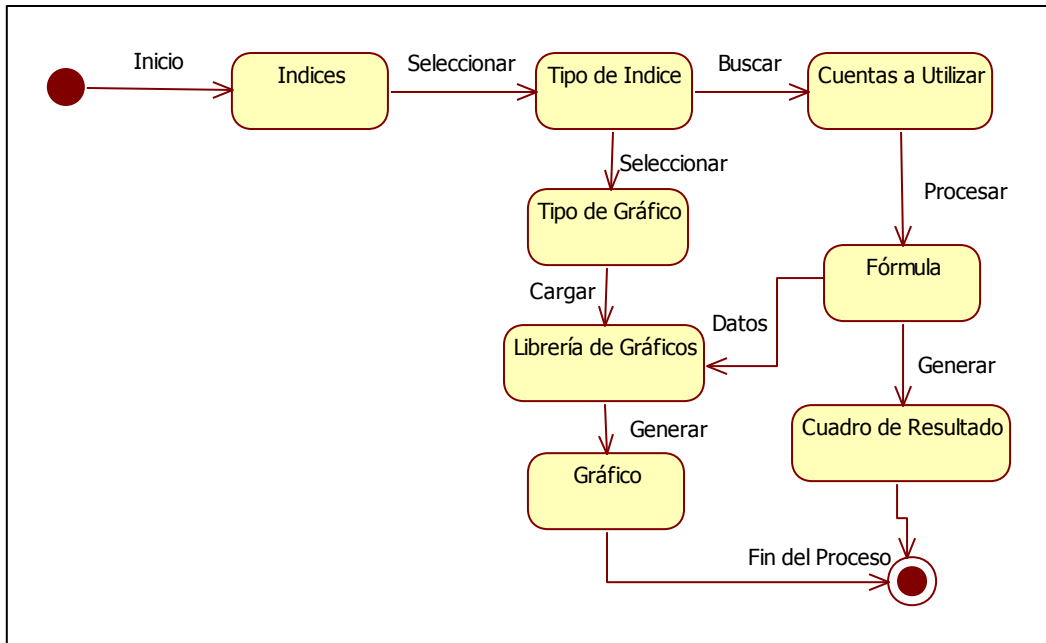 Inicio
Indices
Seleccionar
Tipo de Indice
Buscar
Cuentas a Utilizar
Seleccionar
Procesar
Tipo de Gráfico
Fórmula
Cargar
Datos
Librería de Gráficos
Generar
Cuadro de Resultado
Generar
Gráfico
Fin del Proceso